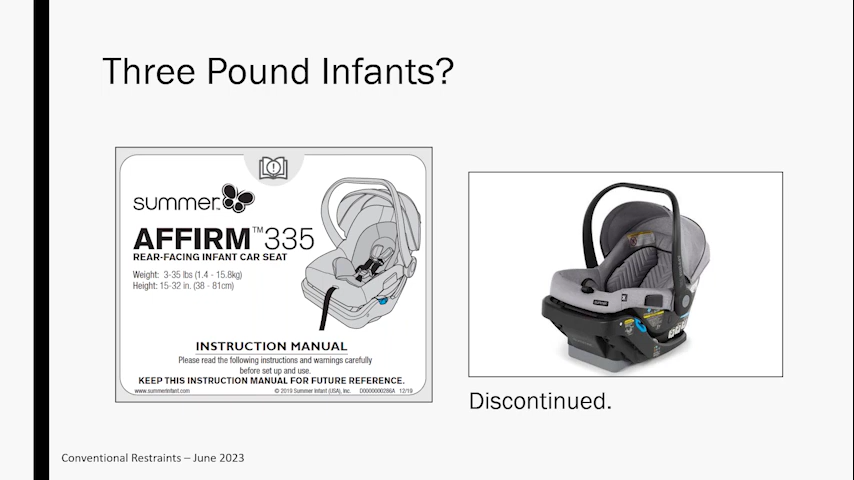 Three Pound Infants?
summer
AFFIRM™335
REAR-FACING INFANT CAR SEAT
Weight: 3-35 lbs (1.4 - 15.8kg)
Height: 15-32 in. (38 - 81cm)
INSTRUCTION MANUAL
Please read the following instructions and warnings carefully
before set up and use.
KEEP THIS INSTRUCTION MANUAL FOR FUTURE REFERENCE.
www.summerinfant.com © 2019 Summer Infant (USA), Inc. 12/19
Discontinued.
Conventional Restraints – June 2023